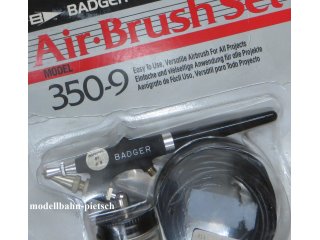 BADGER
Air-Brush Set
MODEL
350-9
Easy To Use, Versatile Airbrush For All Projects
Einfache und vielseitige Anwendung für alle Projekte
Aerógrafo de Fácil Uso, Versátil para Todo Proyecto
BADGER
modellbahn-pietsch